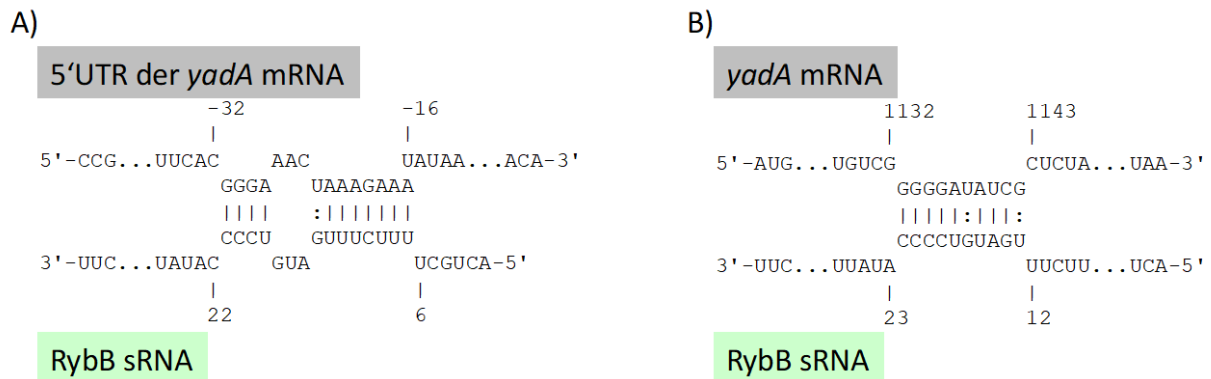 A)
5‘UTR der yadA mRNA
-32 -16
| |
5'-CCG...UUCAC AAC UAUAA...ACA-3'
GGGA UAAAGAAA
|||| :|||||||
CCCU GUUUCUUU
3'-UUC...UAUAC GUA UCGUCA-5'
| |
22 6
RybB sRNA
B)
yadA mRNA
1132 1143
| |
5'-AUG...UGUCG CUCUA...UAA-3'
GGGGAUAUCG
|||||:|||:
CCCCUGUAGU
3'-UUC...UUAUA UUCUU...UCA-5'
| |
23 12
RybB sRNA